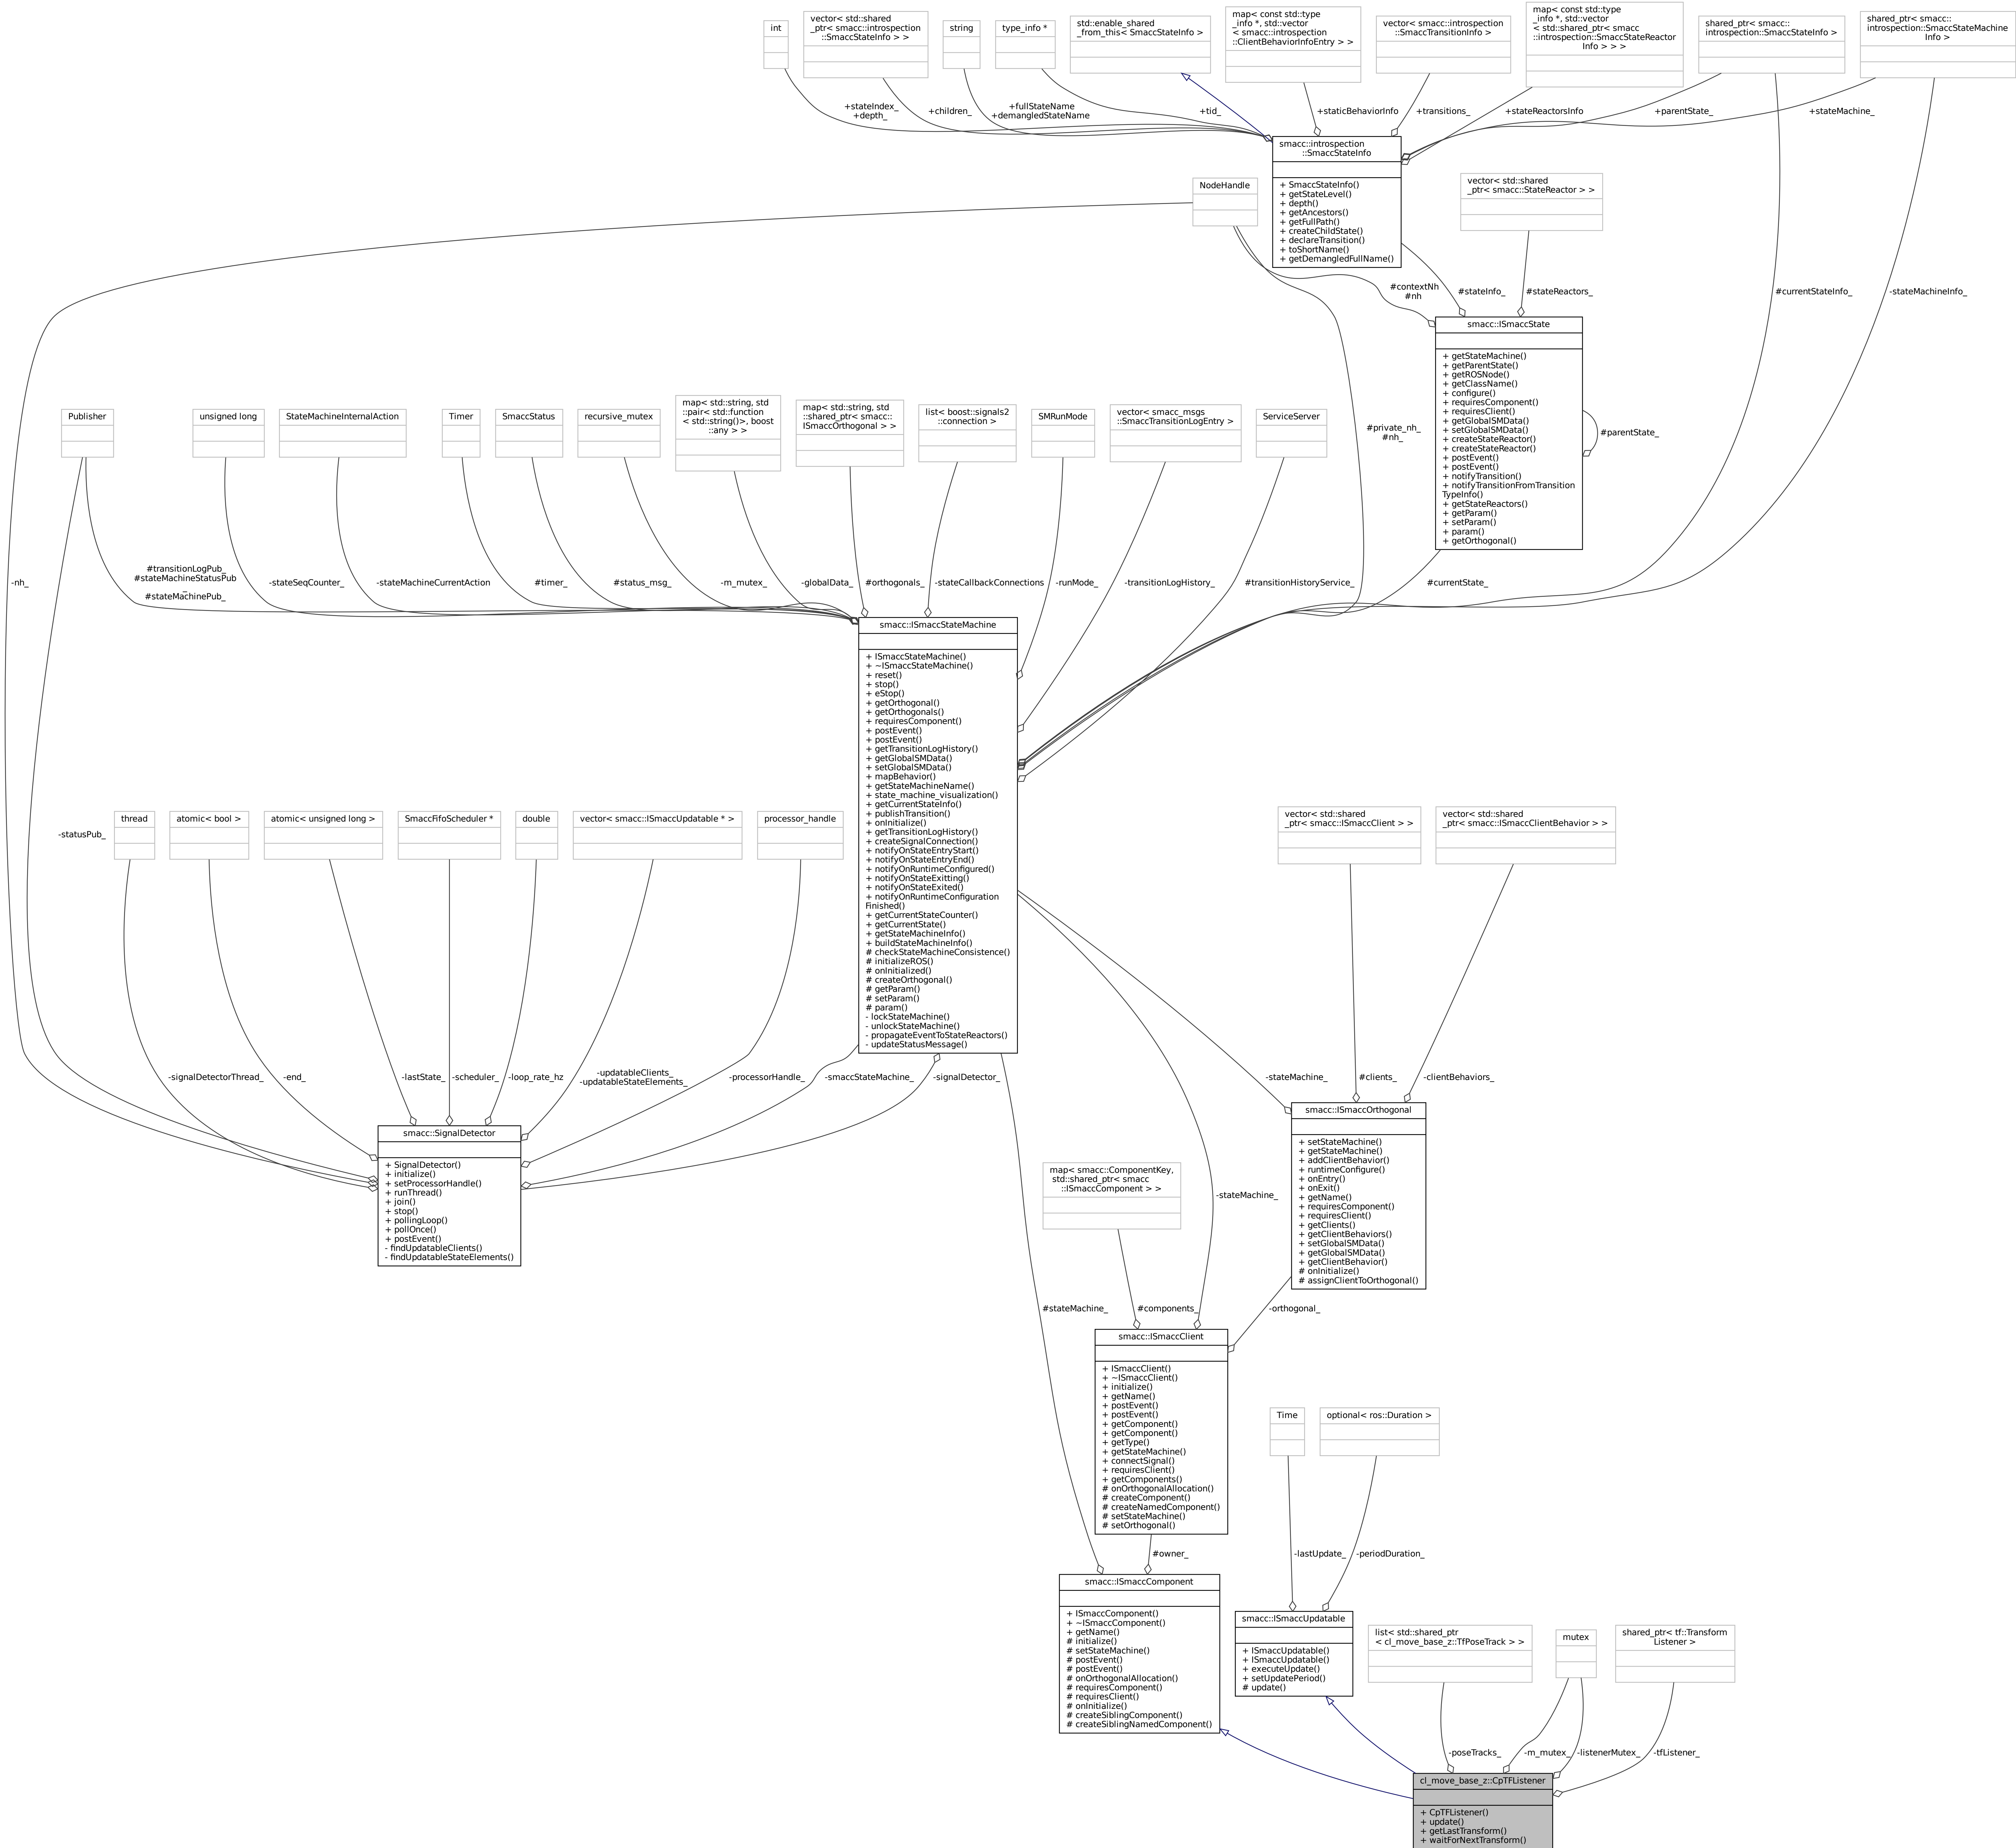 int
vector< std::shared
_ptr< smacc::introspection
::SmaccStateInfo > >
string
type_info *
std::enable_shared
_from_this< SmaccStateInfo >
map< const std::type
_info *, std::vector
< smacc::introspection
::ClientBehaviorInfoEntry > >
vector< smacc::introspection
::SmaccTransitionInfo >
map< const std::type
_info *, std::vector
< std::shared_ptr< smacc
::introspection::SmaccStateReactor
Info > > >
shared_ptr< smacc::
introspection::SmaccStateInfo >
shared_ptr< smacc::
introspection::SmaccStateMachine
Info >
+stateIndex_
+depth_
+children_
+fullStateName
+demangledStateName
+tid_
+staticBehaviorInfo
+transitions_
+stateReactorsInfo
+parentState_
+stateMachine_
smacc::introspection
::SmaccStateInfo
+ SmaccStateInfo()
+ getStateLevel()
+ depth()
+ getAncestors()
+ getFullPath()
+ createChildState()
+ declareTransition()
+ toShortName()
+ getDemangledFullName()
NodeHandle
vector< std::shared
_ptr< smacc::StateReactor > >
#contextNh
#nh
#stateInfo_
#stateReactors_
#currentStateInfo_
-stateMachineInfo_
smacc::ISmaccState
+ getStateMachine()
+ getParentState()
+ getROSNode()
+ getClassName()
+ configure()
+ requiresComponent()
+ requiresClient()
+ getGlobalSMData()
+ setGlobalSMData()
+ createStateReactor()
+ createStateReactor()
+ postEvent()
+ postEvent()
+ notifyTransition()
+ notifyTransitionFromTransition
TypeInfo()
+ getStateReactors()
+ getParam()
+ setParam()
+ param()
+ getOrthogonal()
#parentState_
Publisher
unsigned long
StateMachineInternalAction
Timer
SmaccStatus
recursive_mutex
map< std::string, std
::pair< std::function
< std::string()>, boost
::any > >
map< std::string, std
::shared_ptr< smacc::
ISmaccOrthogonal > >
list< boost::signals2
::connection >
SMRunMode
vector< smacc_msgs
::SmaccTransitionLogEntry >
ServiceServer
#private_nh_
#nh_
-nh_
#transitionLogPub_
#stateMachineStatusPub
_
#stateMachinePub_
-stateSeqCounter_
-stateMachineCurrentAction
#timer_
#status_msg_
-m_mutex_
-globalData_
#orthogonals_
-stateCallbackConnections
-runMode_
-transitionLogHistory_
#transitionHistoryService_
#currentState_
smacc::ISmaccStateMachine
+ ISmaccStateMachine()
+ ~ISmaccStateMachine()
+ reset()
+ stop()
+ eStop()
+ getOrthogonal()
+ getOrthogonals()
+ requiresComponent()
+ postEvent()
+ postEvent()
+ getTransitionLogHistory()
+ getGlobalSMData()
+ setGlobalSMData()
+ mapBehavior()
+ getStateMachineName()
+ state_machine_visualization()
+ getCurrentStateInfo()
+ publishTransition()
+ onInitialize()
+ getTransitionLogHistory()
+ createSignalConnection()
+ notifyOnStateEntryStart()
+ notifyOnStateEntryEnd()
+ notifyOnRuntimeConfigured()
+ notifyOnStateExitting()
+ notifyOnStateExited()
+ notifyOnRuntimeConfiguration
Finished()
+ getCurrentStateCounter()
+ getCurrentState()
+ getStateMachineInfo()
+ buildStateMachineInfo()
# checkStateMachineConsistence()
# initializeROS()
# onInitialized()
# createOrthogonal()
# getParam()
# setParam()
# param()
- lockStateMachine()
- unlockStateMachine()
- propagateEventToStateReactors()
- updateStatusMessage()
-statusPub_
thread
atomic< bool >
atomic< unsigned long >
SmaccFifoScheduler *
double
vector< smacc::ISmaccUpdatable * >
processor_handle
vector< std::shared
_ptr< smacc::ISmaccClient > >
vector< std::shared
_ptr< smacc::ISmaccClientBehavior > >
-signalDetectorThread_
-end_
-lastState_
-scheduler_
-loop_rate_hz
-updatableClients_
-updatableStateElements_
-processorHandle_
-smaccStateMachine_
-signalDetector_
-stateMachine_
#clients_
-clientBehaviors_
smacc::SignalDetector
+ SignalDetector()
+ initialize()
+ setProcessorHandle()
+ runThread()
+ join()
+ stop()
+ pollingLoop()
+ pollOnce()
+ postEvent()
- findUpdatableClients()
- findUpdatableStateElements()
smacc::ISmaccOrthogonal
+ setStateMachine()
+ getStateMachine()
+ addClientBehavior()
+ runtimeConfigure()
+ onEntry()
+ onExit()
+ getName()
+ requiresComponent()
+ requiresClient()
+ getClients()
+ getClientBehaviors()
+ setGlobalSMData()
+ getGlobalSMData()
+ getClientBehavior()
# onInitialize()
# assignClientToOrthogonal()
map< smacc::ComponentKey,
std::shared_ptr< smacc
::ISmaccComponent > >
-stateMachine_
#stateMachine_
#components_
-orthogonal_
smacc::ISmaccClient
+ ISmaccClient()
+ ~ISmaccClient()
+ initialize()
+ getName()
+ postEvent()
+ postEvent()
+ getComponent()
+ getComponent()
+ getType()
+ getStateMachine()
+ connectSignal()
+ requiresClient()
+ getComponents()
# onOrthogonalAllocation()
# createComponent()
# createNamedComponent()
# setStateMachine()
# setOrthogonal()
Time
optional< ros::Duration >
#owner_
-lastUpdate_
-periodDuration_
smacc::ISmaccComponent
+ ISmaccComponent()
+ ~ISmaccComponent()
+ getName()
# initialize()
# setStateMachine()
# postEvent()
# postEvent()
# onOrthogonalAllocation()
# requiresComponent()
# requiresClient()
# onInitialize()
# createSiblingComponent()
# createSiblingNamedComponent()
smacc::ISmaccUpdatable
+ ISmaccUpdatable()
+ ISmaccUpdatable()
+ executeUpdate()
+ setUpdatePeriod()
# update()
list< std::shared_ptr
< cl_move_base_z::TfPoseTrack > >
mutex
shared_ptr< tf::Transform
Listener >
-poseTracks_
-m_mutex_
-listenerMutex_
-tfListener_
cl_move_base_z::CpTFListener
+ CpTFListener()
+ update()
+ getLastTransform()
+ waitForNextTransform()